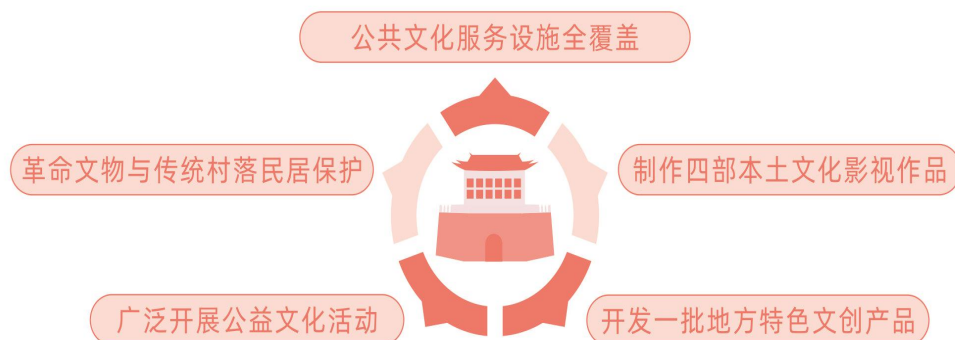 公共文化服务设施全覆盖
革命文物与传统村落民居保护
制作四部本土文化影视作品
广泛开展公益文化活动
开发一批地方特色文创产品